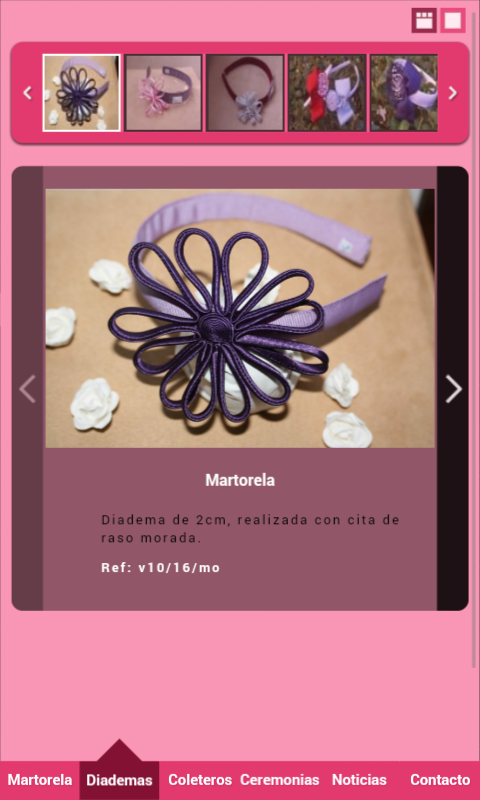 Martorela
Diadema de 2cm, realizada con cita de
raso morada.
Ref: v10/16/mo
Martorela Diademas Coleteros Ceremonias Noticias Contacto